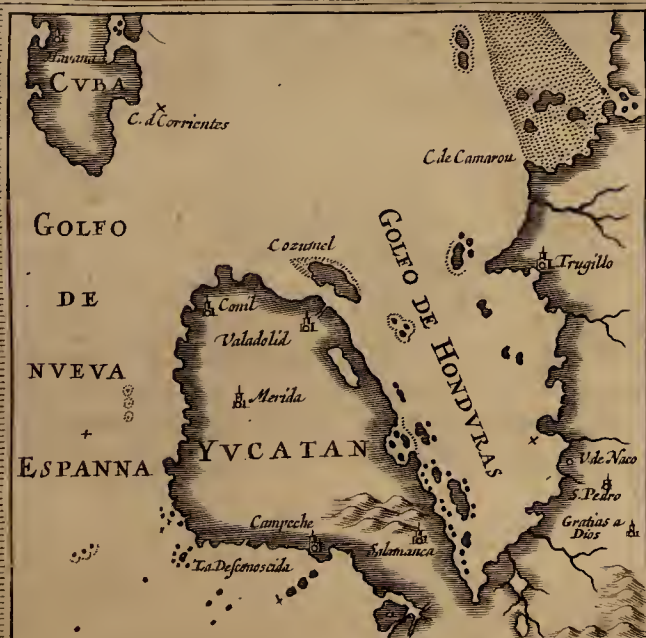 Havana
CVBA
C. d Corrientes
C. de Camarou
GOLFO
DE
NVEVA
ESPANNA
Cozumel
GOLFO DE HONDVRAS
Trugillo
Conil
Valadolid
Merida
YVCATAN
V. de Naco
S. Pedro
Gratias a
Dios
Campeche
Salamanca
La Desconoscida